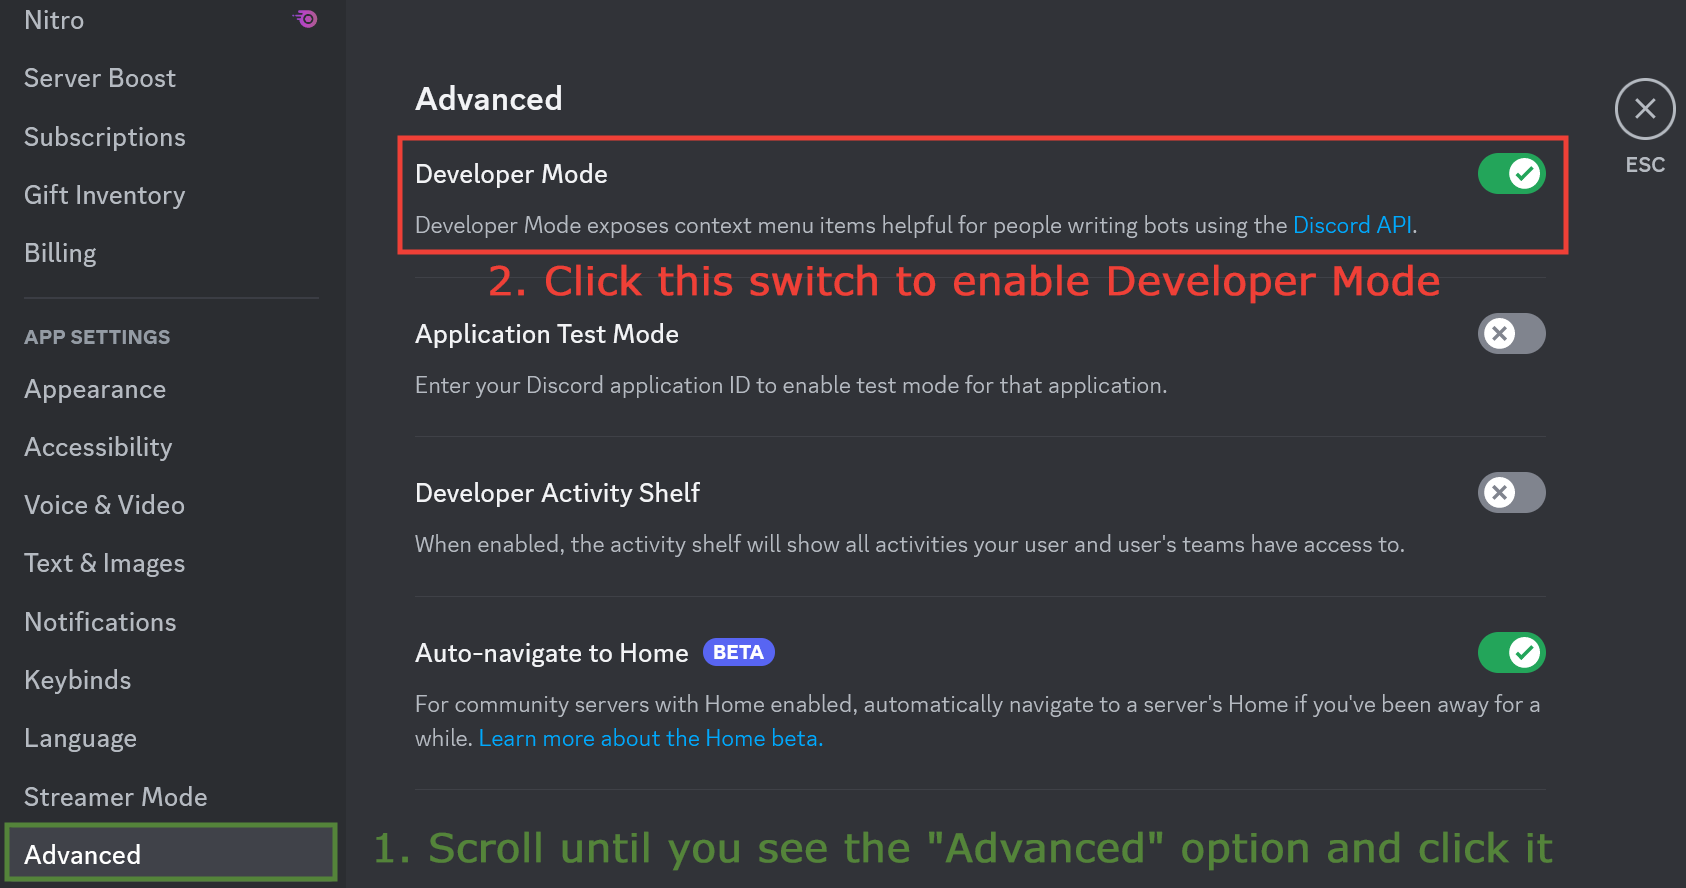 Nitro
Server Boost
Subscriptions
Gift Inventory
Billing
APP SETTINGS
Appearance
Accessibility
Voice & Video
Text & Images
Notifications
Keybinds
Language
Streamer Mode
Advanced
Advanced
Developer Mode
Developer Mode exposes context menu items helpful for people writing bots using the Discord API.
2. Click this switch to enable Developer Mode
Application Test Mode
Enter your Discord application ID to enable test mode for that application.
Developer Activity Shelf
When enabled, the activity shelf will show all activities your user and user's teams have access to.
Auto-navigate to Home BETA
For community servers with Home enabled, automatically navigate to a server's Home if you've been away for a
while. Learn more about the Home beta.
1. Scroll until you see the "Advanced" option and click it
ESC